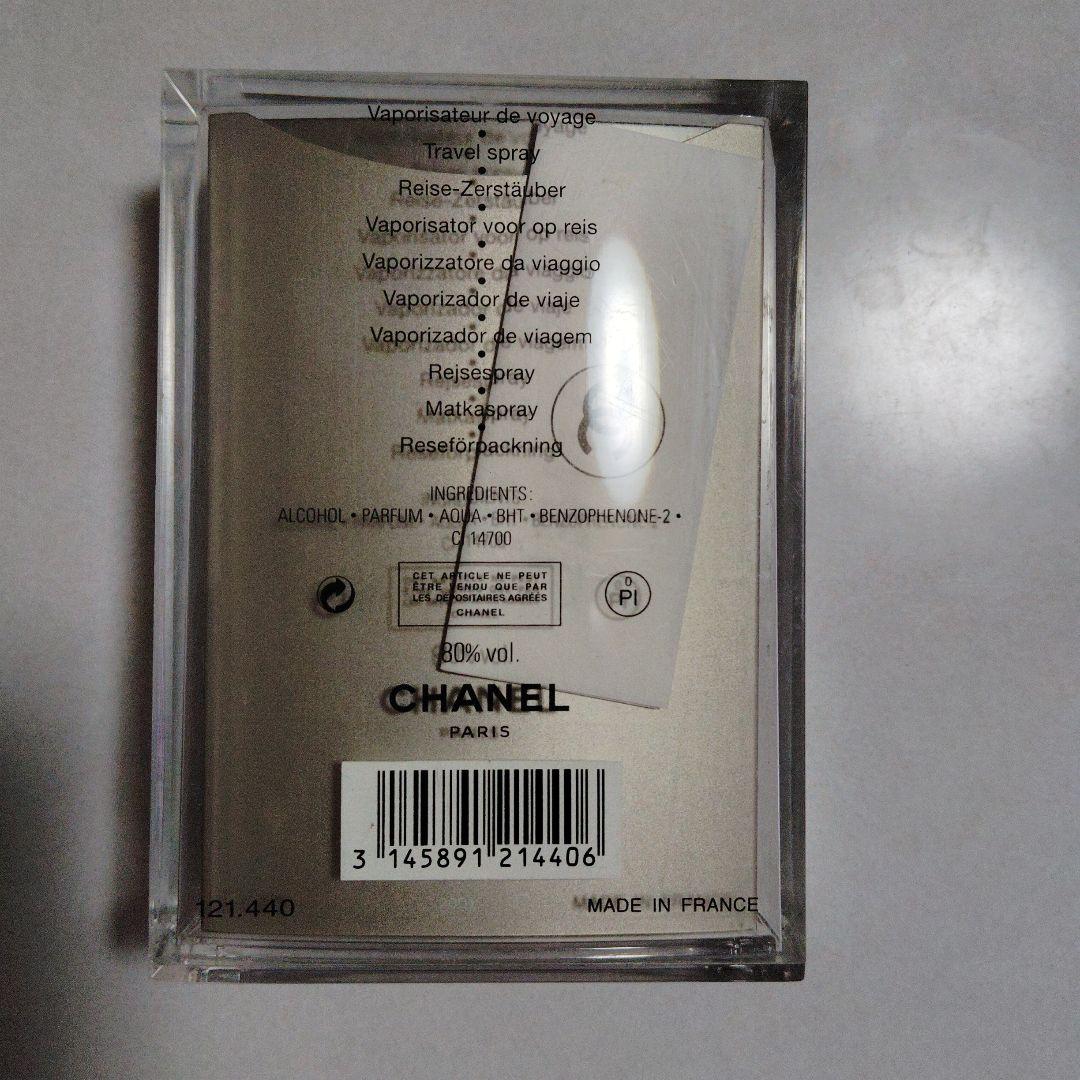 Vaporisateur de voyage
•
Travel spray
•
Reise-Zerstäuber
•
Vaporisator voor op reis
•
Vaporizzatore da viaggio
•
Vaporizador de viaje
•
Vaporizador de viagem
•
Rejsespray
•
Matkaspray
•
Reseförpackning
INGREDIENTS:
ALCOHOL • PARFUM • AQUA • BHT • BENZOPHENONE-2 •
CI 14700
CET ARTICLE NE PEUT
ÊTRE VENDU QUE PAR
LES DÉPOSITAIRES AGRÉÉS
CHANEL
0
PI
80% vol.
CHANEL
PARIS
3 145891 214406
121.440
MADE IN FRANCE